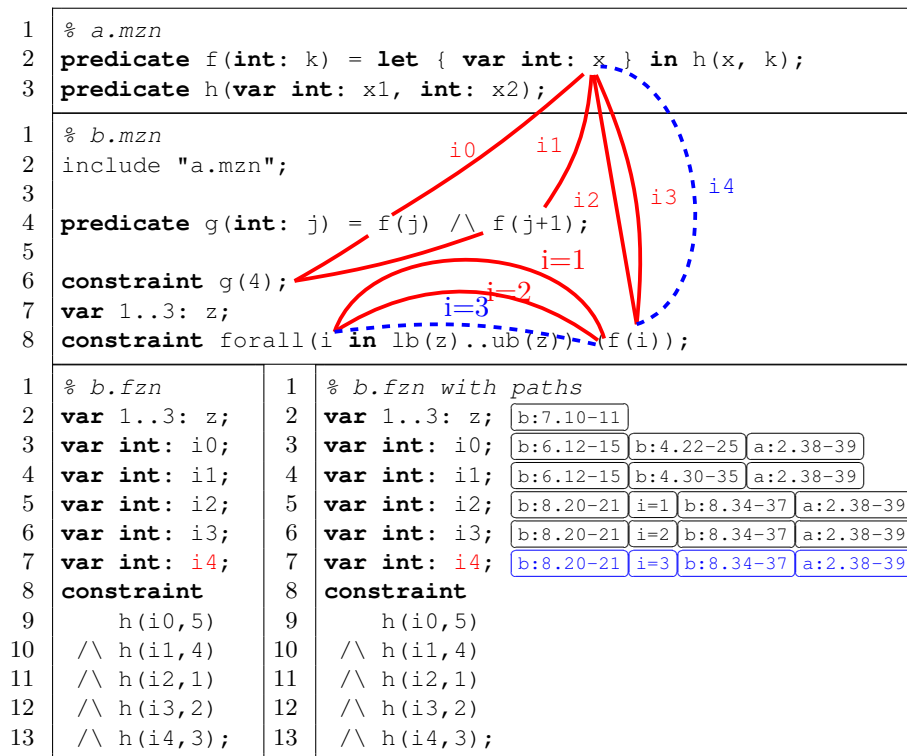 1 % a.mzn
2 predicate f(int: k) = let { var int: x } in h(x, k);
3 predicate h(var int: x1, int: x2);
1 % b.mzn
2 include "a.mzn";
3
4 predicate g(int: j) = f(j) /\ f(j+1);
5
6 constraint g(4);
7 var 1..3: z;
8 constraint forall(i in lb(z)..ub(z)) (f(i));
i0
i1
i2
i3
i4
i=1
i=2
i=3
1 % b.fzn
2 var 1..3: z;
3 var int: i0;
4 var int: i1;
5 var int: i2;
6 var int: i3;
7 var int: i4;
8 constraint
9 h(i0,5)
10 /\ h(i1,4)
11 /\ h(i2,1)
12 /\ h(i3,2)
13 /\ h(i4,3);
1 % b.fzn with paths
2 var 1..3: z; b:7.10-11
3 var int: i0; b:6.12-15 b:4.22-25 a:2.38-39
4 var int: i1; b:6.12-15 b:4.30-35 a:2.38-39
5 var int: i2; b:8.20-21 i=1 b:8.34-37 a:2.38-39
6 var int: i3; b:8.20-21 i=2 b:8.34-37 a:2.38-39
7 var int: i4; b:8.20-21 i=3 b:8.34-37 a:2.38-39
8 constraint
9 h(i0,5)
10 /\ h(i1,4)
11 /\ h(i2,1)
12 /\ h(i3,2)
13 /\ h(i4,3);